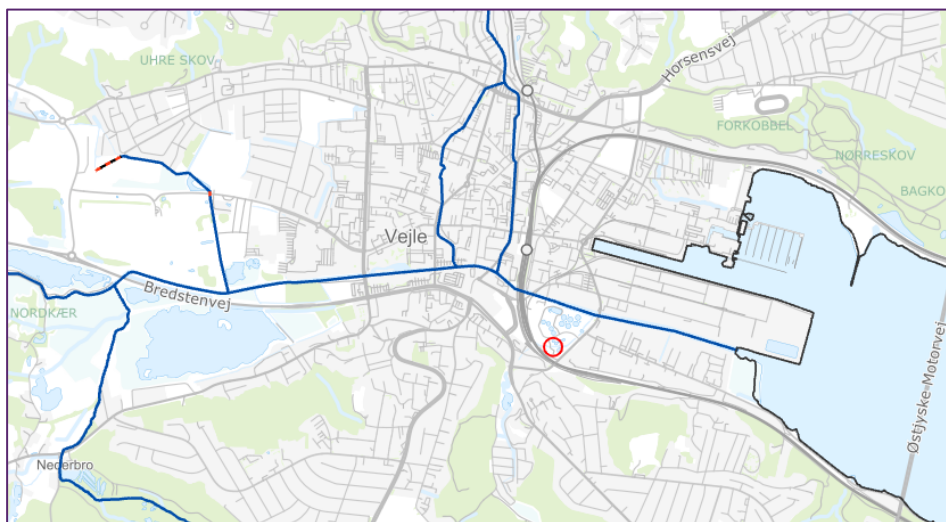 UHRE SKOV
Horsensvej
FORKOBBEL
NØRRESKOV
BAGKO
Vejle
Bredstenvej
NORDKÆR
Østjyske Motorvej
Nederbro